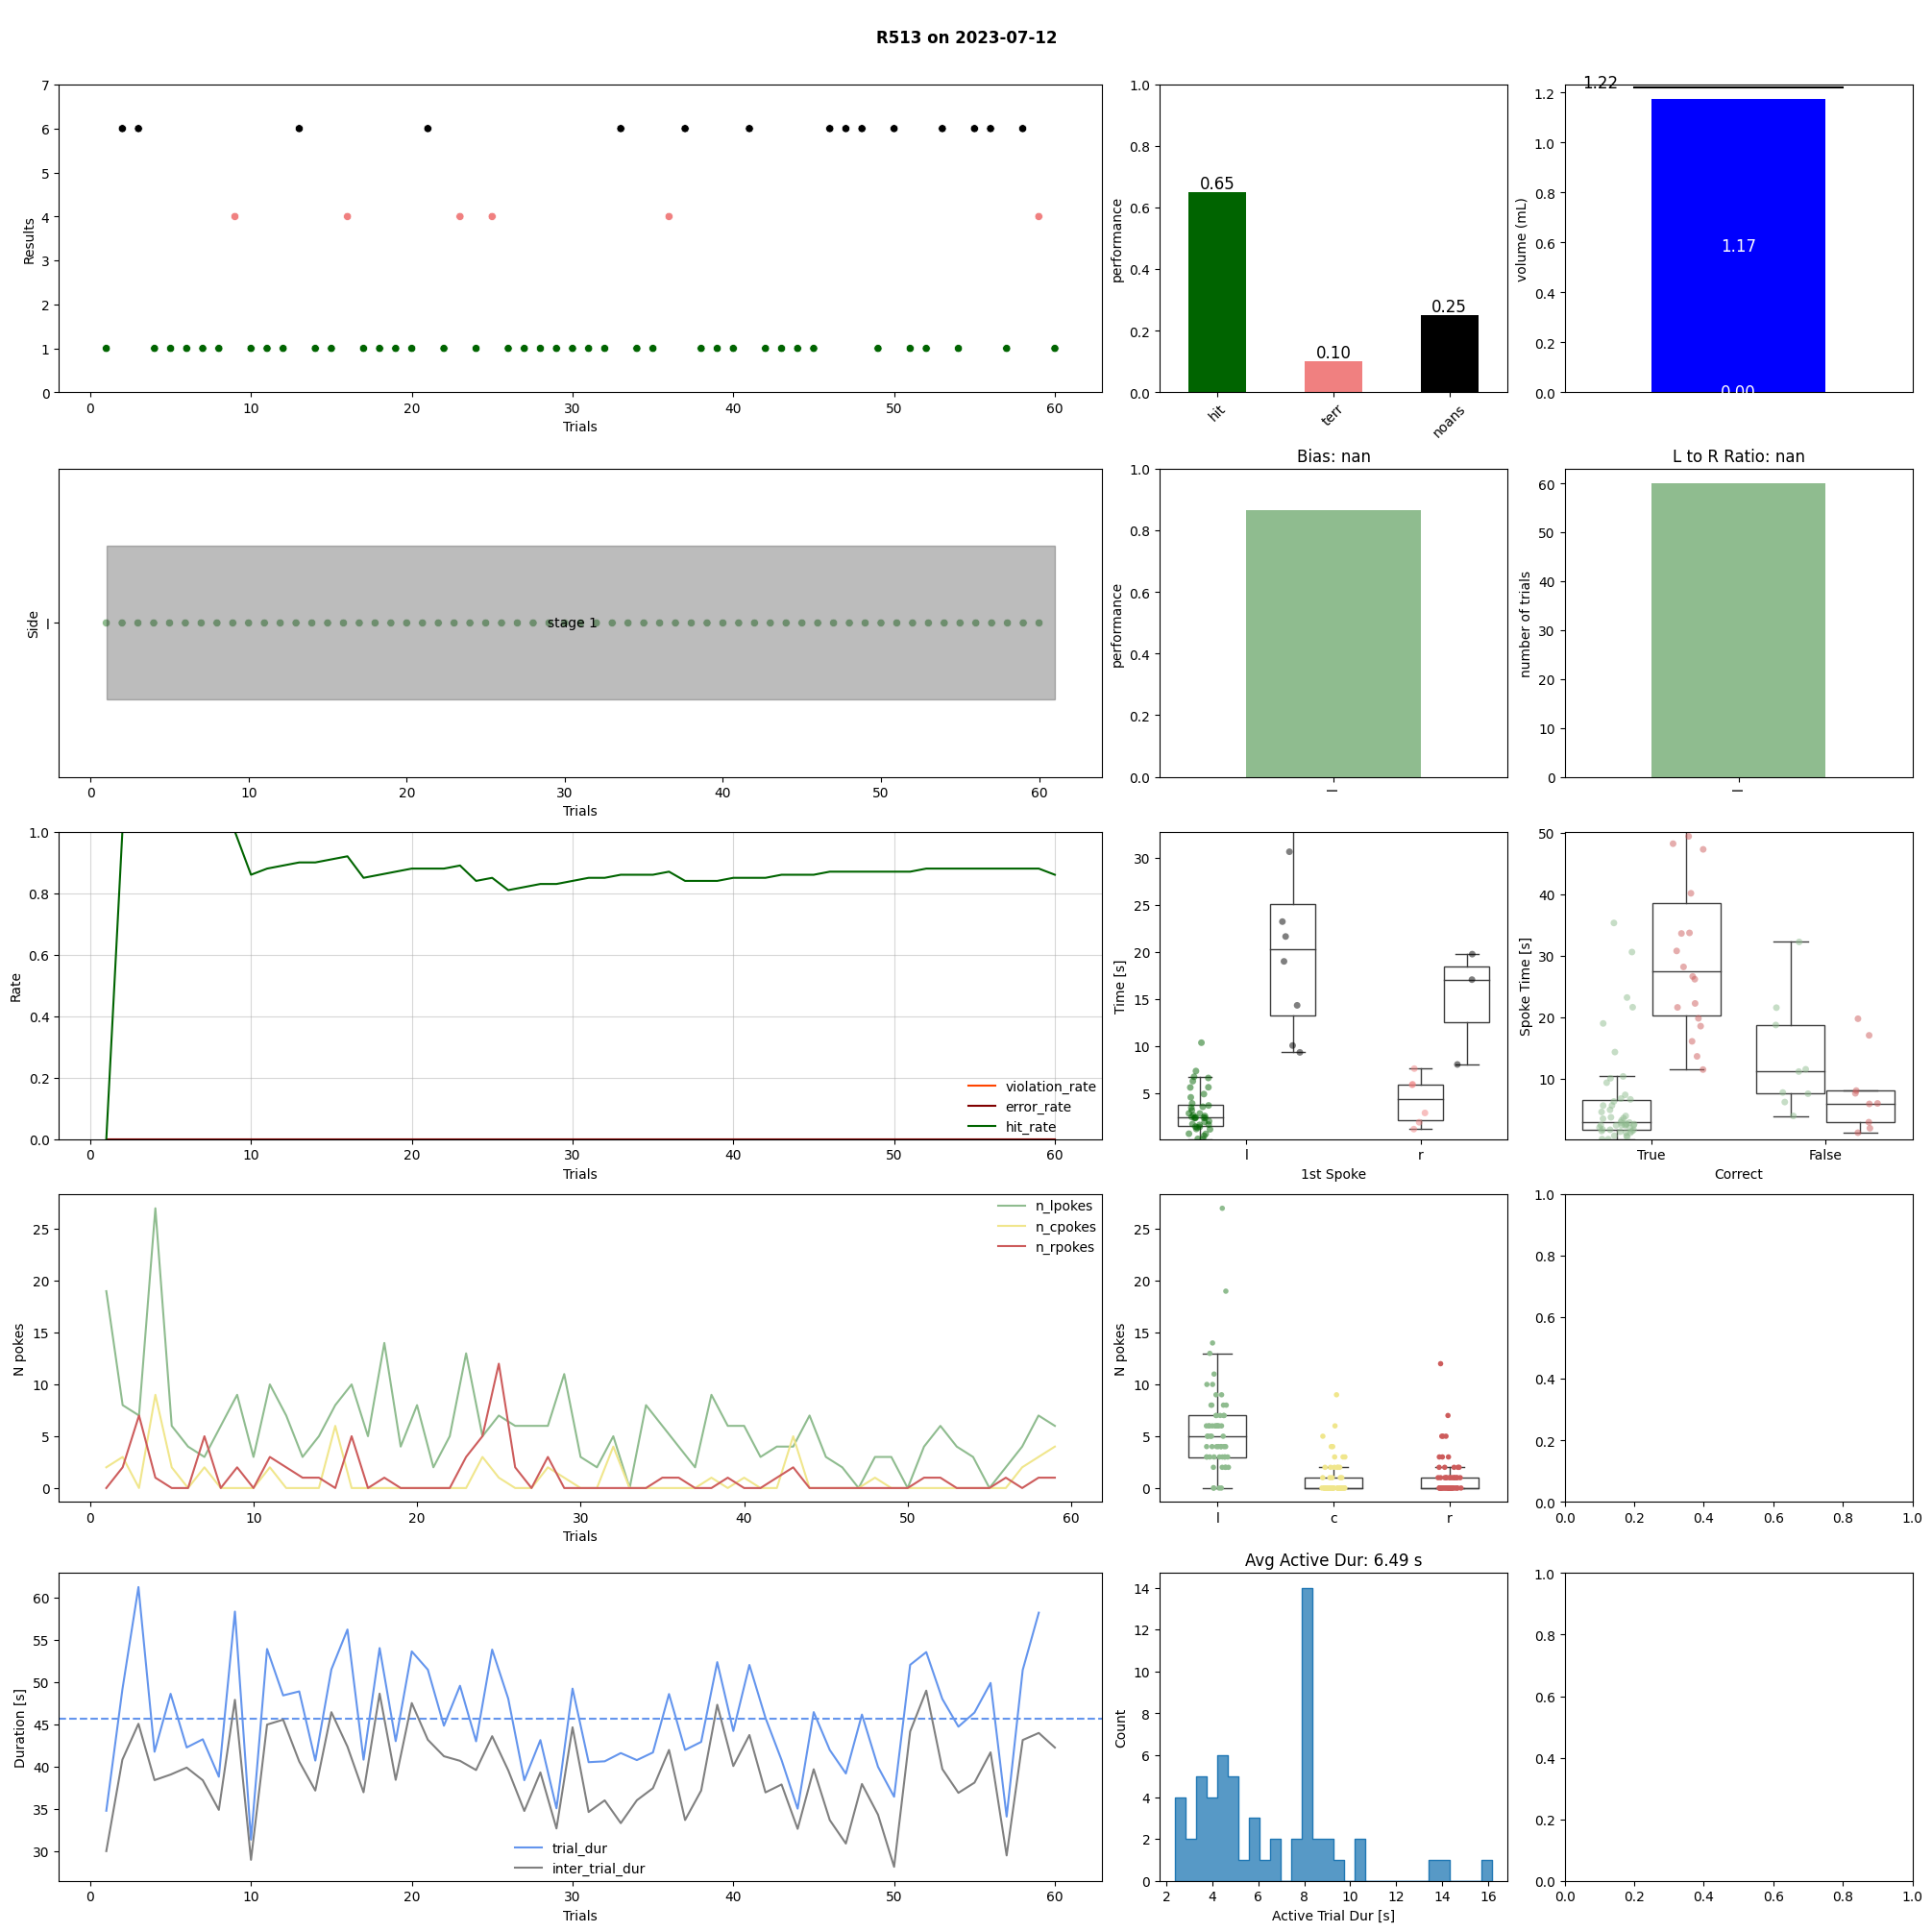 R513 on 2023-07-12
7
6
5
4
3
2
1
0
Results
0 10 20 30 40 50 60
Trials
1.0
0.8
0.6
0.4
0.2
0.0
performance
0.65
0.10
0.25
hit terr noans
1.2
1.0
0.8
0.6
0.4
0.2
0.0
volume (mL)
1.22
1.17
0.00
Side
l
stage 1
0 10 20 30 40 50 60
Trials
Bias: nan
1.0
0.8
0.6
0.4
0.2
0.0
performance
l
L to R Ratio: nan
60
50
40
30
20
10
0
number of trials
l
1.0
0.8
0.6
0.4
0.2
0.0
Rate
violation_rate
error_rate
hit_rate
0 10 20 30 40 50 60
Trials
30
25
20
15
10
5
Time [s]
l r
1st Spoke
50
40
30
20
10
Spoke Time [s]
True False
Correct
25
20
15
10
5
0
N pokes
n_lpokes
n_cpokes
n_rpokes
0 10 20 30 40 50 60
Trials
25
20
15
10
5
0
N pokes
l c r
1.0
0.8
0.6
0.4
0.2
0.0
0.0 0.2 0.4 0.6 0.8 1.0
60
55
50
45
40
35
30
Duration [s]
trial_dur
inter_trial_dur
0 10 20 30 40 50 60
Trials
Avg Active Dur: 6.49 s
14
12
10
8
6
4
2
0
Count
2 4 6 8 10 12 14 16
Active Trial Dur [s]
1.0
0.8
0.6
0.4
0.2
0.0
0.0 0.2 0.4 0.6 0.8 1.0